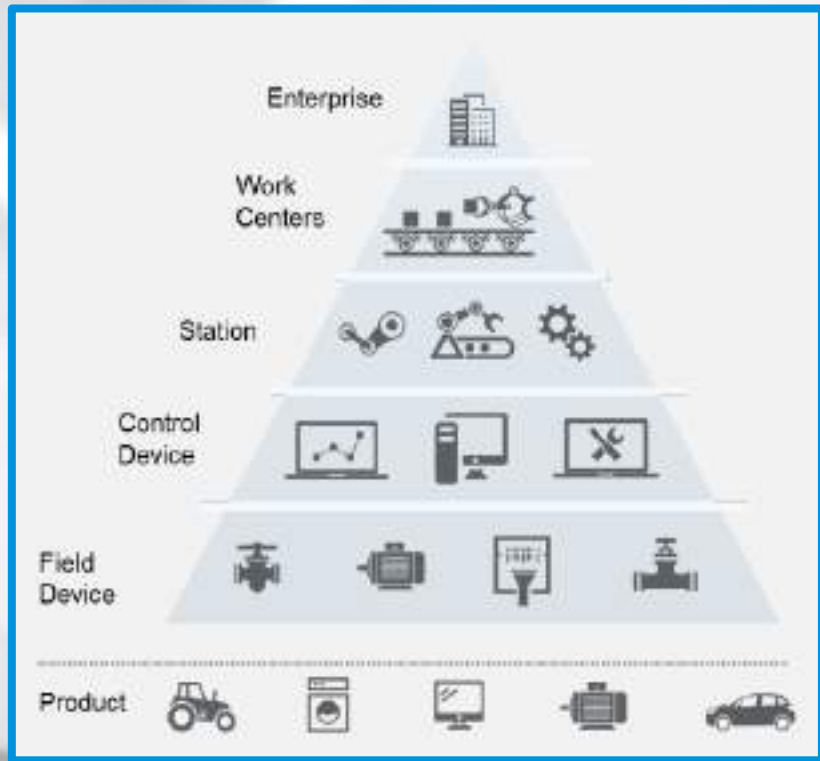 Enterprise
Work
Centers
Station
Control
Device
Field
Device
Product